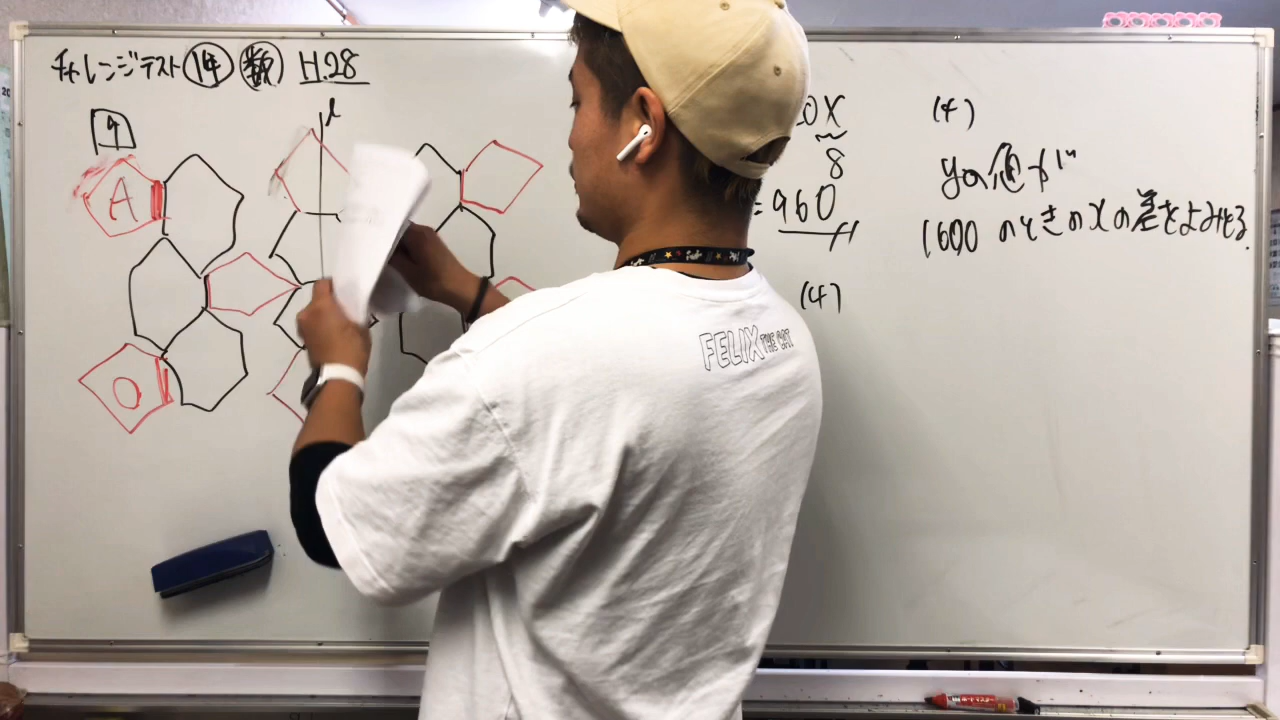 チャレンジテスト 1年 数 H.28
4
l
A
O
0x
8
=960
(4)
(4)
yの値が
1600 のときのxの差をよみとる.
FELIX THE CAT